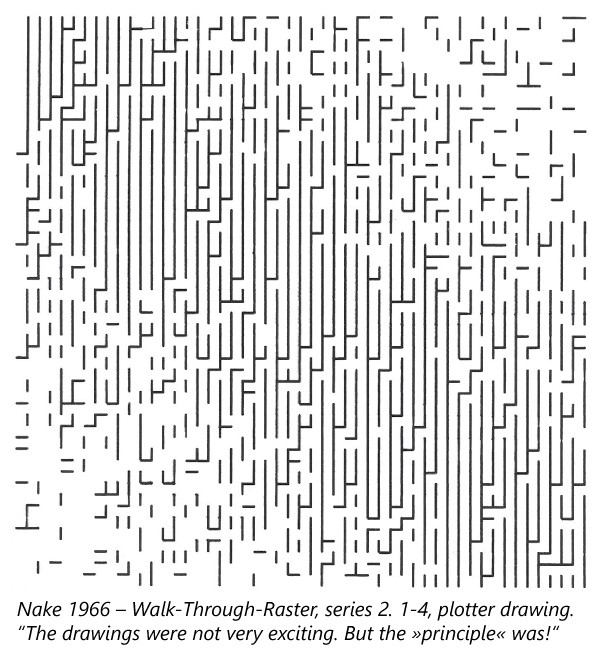 Nake 1966 – Walk-Through-Raster, series 2. 1-4, plotter drawing.
“The drawings were not very exciting. But the »principle« was!“